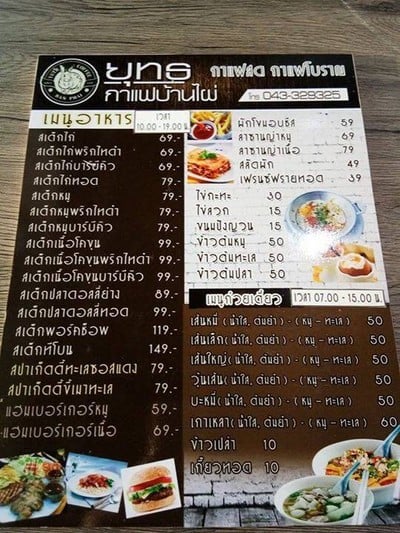 YUTH COFFEE
BAN PHAI
ยุทธ
กาแฟบ้านไผ่
กาแฟสด กาแฟโบราณ
โทร 043-329325
เมนูอาหาร
เวลา 10.00-19.00 น.
สเต็กไก่ 69.-
สเต็กไก่พริกไทดำ 69.-
สเต็กไก่บาร์บีคิว 69.-
สเต็กไก่ทอด 79.-
สเต็กหมู 79.-
สเต็กหมูพริกไทดำ 79.-
สเต็กหมูบาร์บีคิว 79.-
สเต็กเนื้อโคขุน 89.-
สเต็กเนื้อโคขุนพริกไทดำ 89.-
สเต็กเนื้อโคขุนบาร์บีคิว 89.-
สเต็กปลาดอลลี่ย่าง 89.-
สเต็กปลาดอลลี่ทอด 99.-
สเต็กพอร์คช็อพ 119.-
สเต็กทีโบน 149.-
สปาเก็ตตี้ทะเลซอสแดง 79.-
สปาเก็ตตี้ขี้เมาทะเล 79.-
แฮมเบอร์เกอร์หมู 59.-
แฮมเบอร์เกอร์เนื้อ 69.-
ผักโขมอบชีส 59
ลาซานญ่าหมู 69
ลาซานญ่าเนื้อ 79
สลัดผัก 49
เฟรนซ์ฟรายทอด 39
ไข่กะทะ 30
ไข่ลวก 15
ขนมปังญวน 15
ข้าวต้มหมู 50
ข้าวต้มทะเล 50
ข้าวต้มปลา 50
เมนูก๋วยเตี๋ยว เวลา 07.00 - 15.00 น.
เส้นหมี่ (น้ำใส, ต้มยำ) - (หมู - ทะเล) 50
เส้นเล็ก (น้ำใส, ต้มยำ) - (หมู - ทะเล) 50
เส้นใหญ่ (น้ำใส, ต้มยำ) - (หมู - ทะเล) 50
วุ่นเส้น (น้ำใส, ต้มยำ) - (หมู - ทะเล) 50
บะหมี่ (น้ำใส, ต้มยำ) - (หมู - ทะเล) 50
เกาเหลา (น้ำใส, ต้มยำ) - (หมู - ทะเล) 60
ข้าวเปล่า 10
เกี๊ยวทอด 10